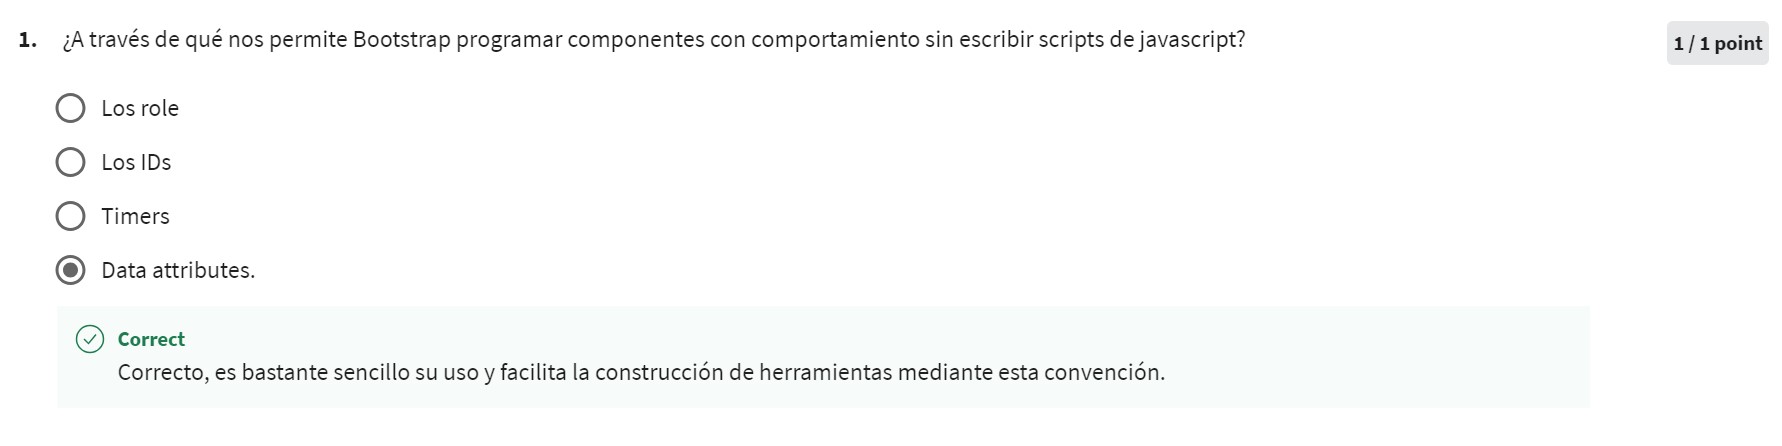 1. ¿A través de qué nos permite Bootstrap programar componentes con comportamiento sin escribir scripts de javascript?
1 / 1 point
Los role
Los IDs
Timers
Data attributes.
Correct
Correcto, es bastante sencillo su uso y facilita la construcción de herramientas mediante esta convención.